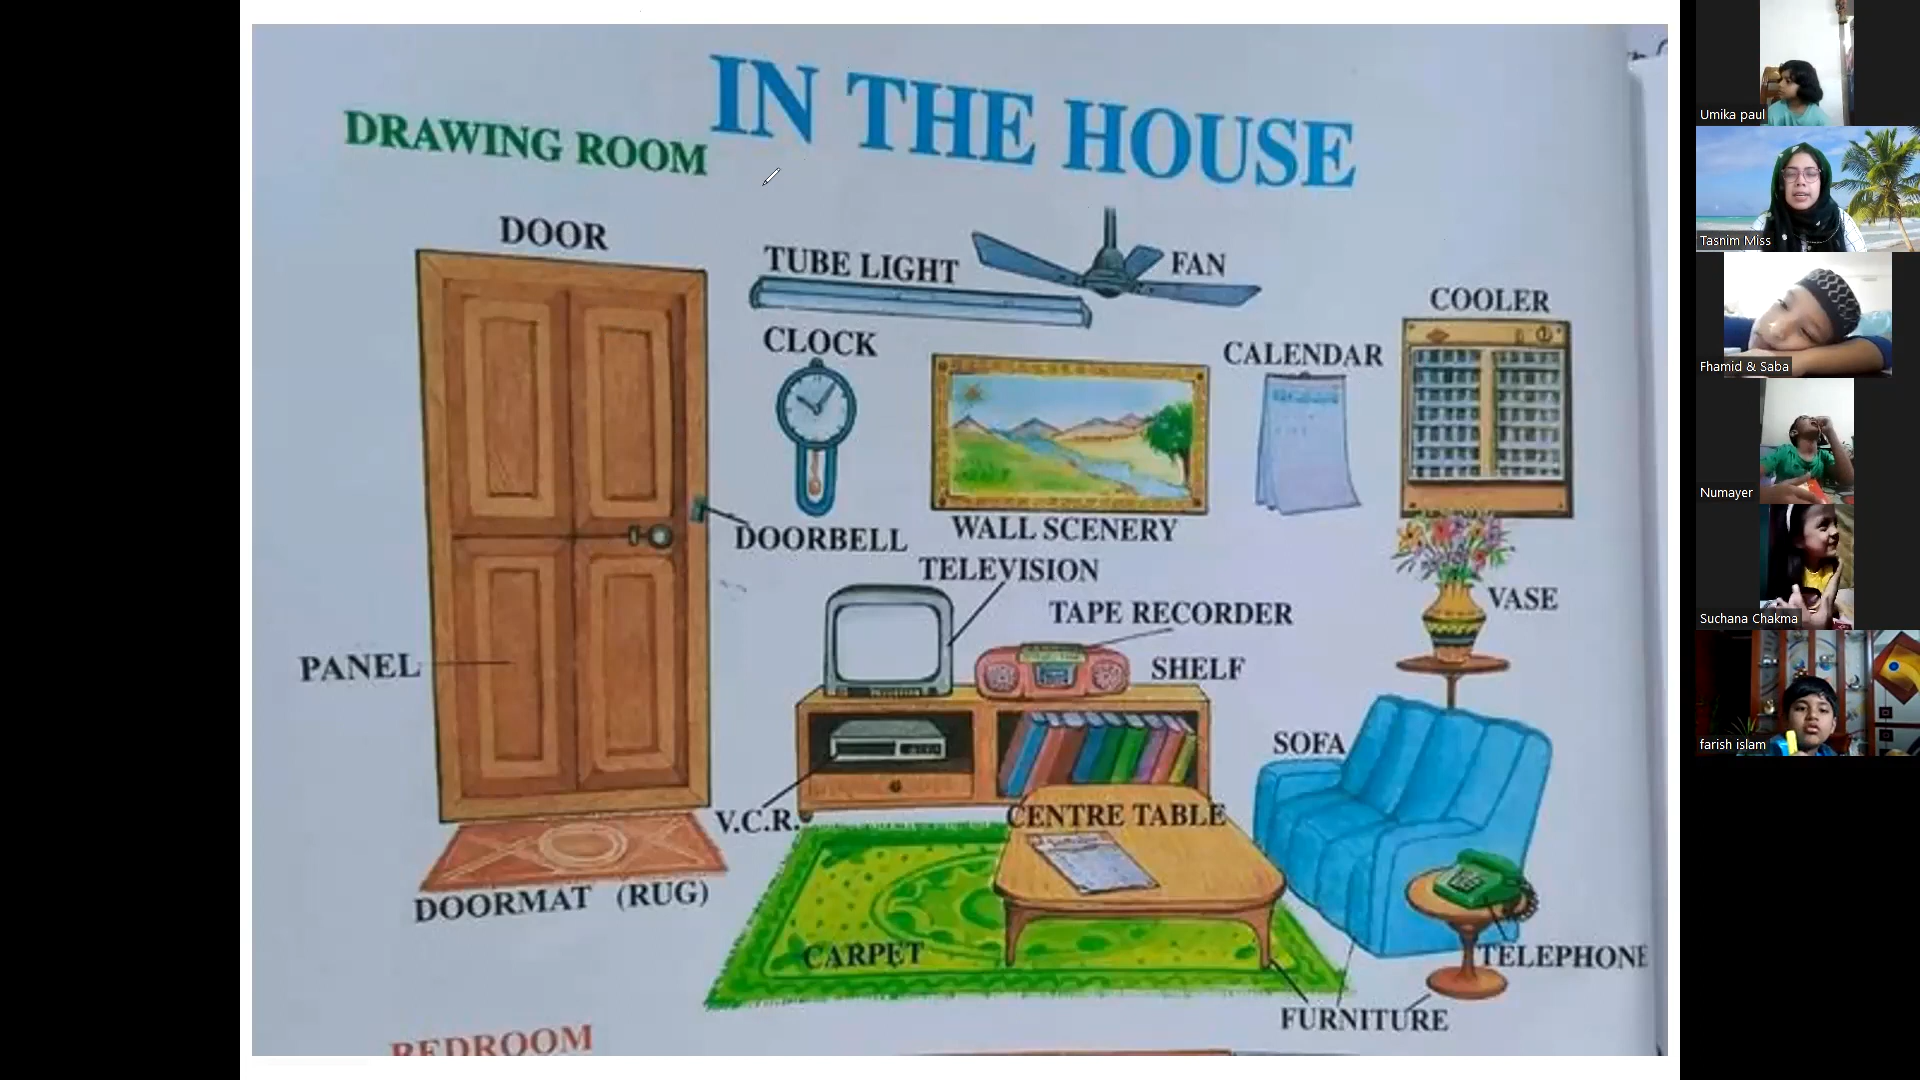 IN THE HOUSE
DRAWING ROOM
DOOR
TUBE LIGHT
FAN
COOLER
CLOCK
CALENDAR
DOORBELL
WALL SCENERY
TELEVISION
VASE
TAPE RECORDER
PANEL
SHELF
SOFA
V.C.R.
CENTRE TABLE
DOORMAT (RUG)
CARPET
TELEPHONE
FURNITURE
BEDROOM
Umika paul
Tasnim Miss
Fhamid & Saba
Numayer
Suchana Chakma
farish islam